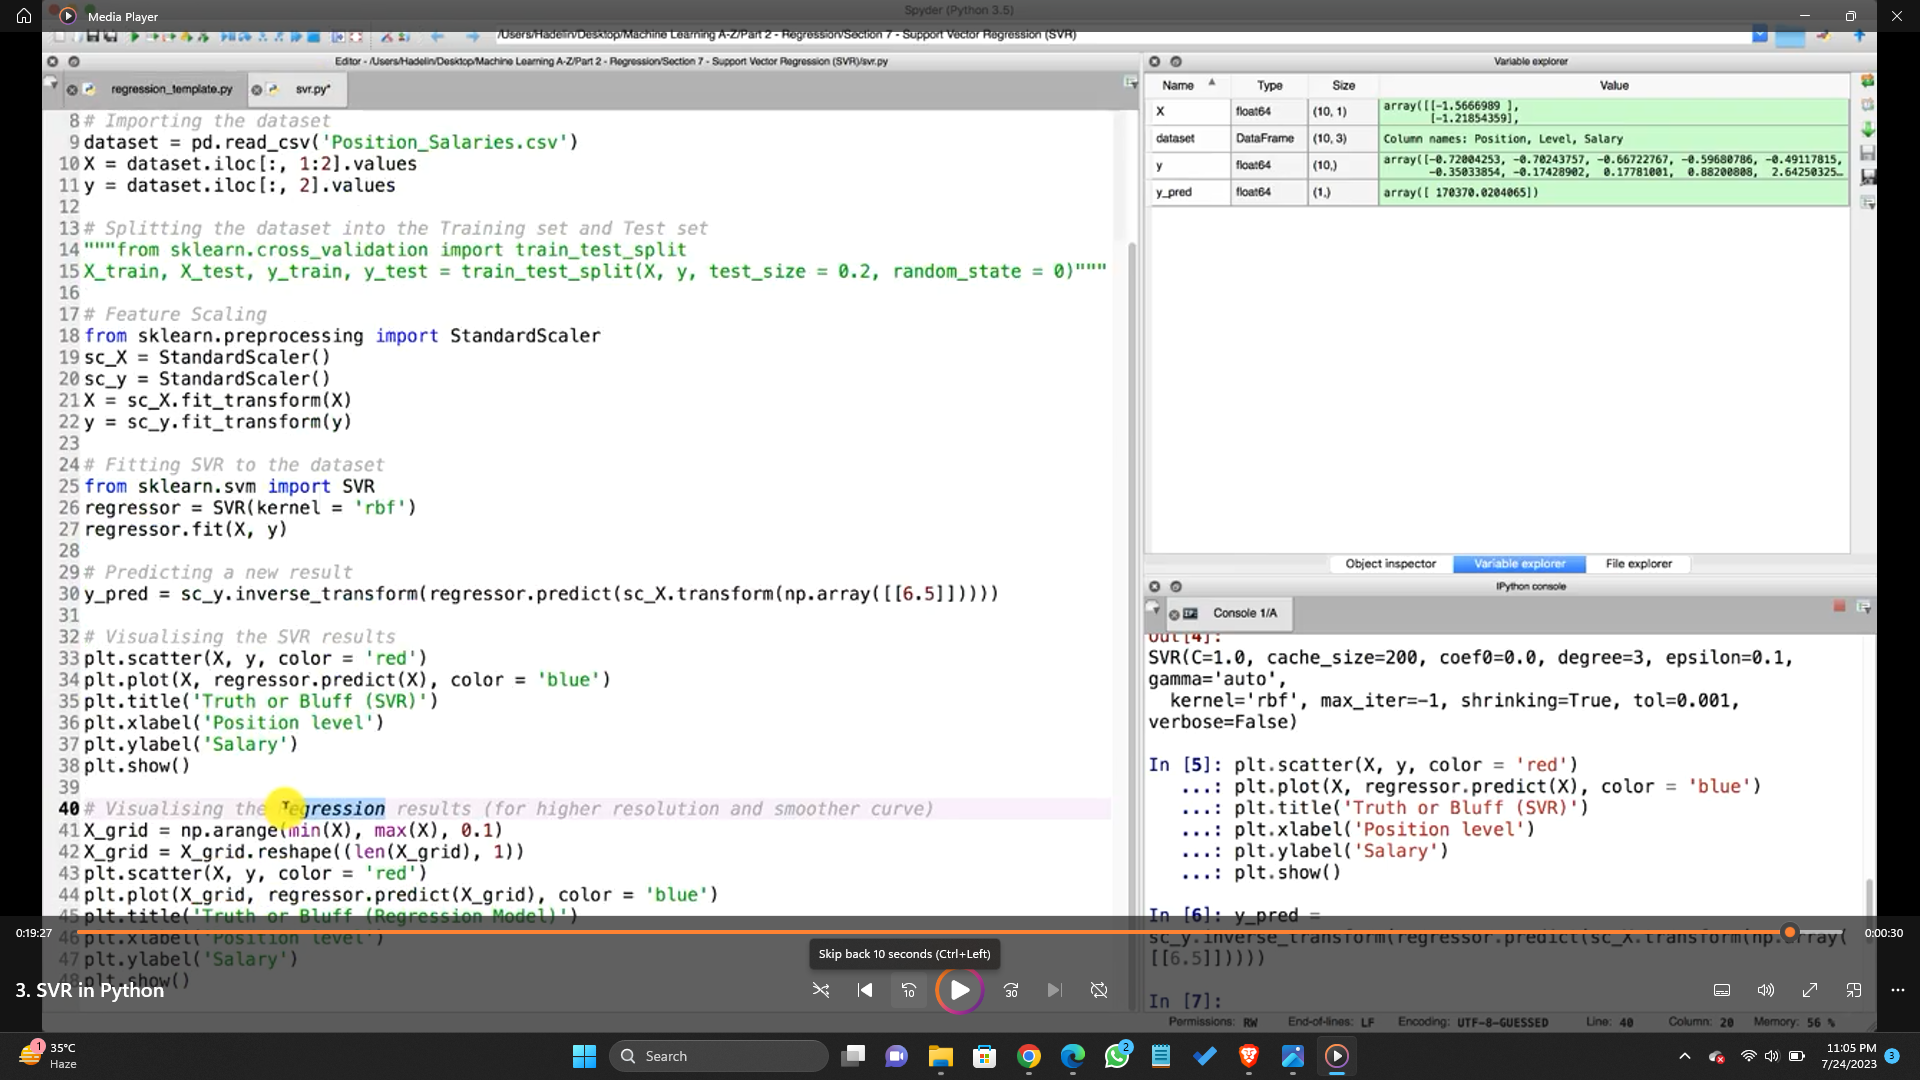 Media Player
Spyder (Python 3.5)
/Users/Hadelin/Desktop/Machine Learning A-Z/Part 2 - Regression/Section 7 - Support Vector Regression (SVR)
Editor - /Users/Hadelin/Desktop/Machine Learning A-Z/Part 2 - Regression/Section 7 - Support Vector Regression (SVR)/svr.py
regression_template.py
svr.py*
8 # Importing the dataset
9 dataset = pd.read_csv('Position_Salaries.csv')
10 X = dataset.iloc[:, 1:2].values
11 y = dataset.iloc[:, 2].values
12
13 # Splitting the dataset into the Training set and Test set
14 """from sklearn.cross_validation import train_test_split
15 X_train, X_test, y_train, y_test = train_test_split(X, y, test_size = 0.2, random_state = 0)"""
16
17 # Feature Scaling
18 from sklearn.preprocessing import StandardScaler
19 sc_X = StandardScaler()
20 sc_y = StandardScaler()
21 X = sc_X.fit_transform(X)
22 y = sc_y.fit_transform(y)
23
24 # Fitting SVR to the dataset
25 from sklearn.svm import SVR
26 regressor = SVR(kernel = 'rbf')
27 regressor.fit(X, y)
28
29 # Predicting a new result
30 y_pred = sc_y.inverse_transform(regressor.predict(sc_X.transform(np.array([[6.5]]))))
31
32 # Visualising the SVR results
33 plt.scatter(X, y, color = 'red')
34 plt.plot(X, regressor.predict(X), color = 'blue')
35 plt.title('Truth or Bluff (SVR)')
36 plt.xlabel('Position level')
37 plt.ylabel('Salary')
38 plt.show()
39
40 # Visualising the regression results (for higher resolution and smoother curve)
41 X_grid = np.arange(min(X), max(X), 0.1)
42 X_grid = X_grid.reshape((len(X_grid), 1))
43 plt.scatter(X, y, color = 'red')
44 plt.plot(X_grid, regressor.predict(X_grid), color = 'blue')
45 plt.title('Truth or Bluff (Regression Model)')
46 plt.xlabel('Position level')
47 plt.ylabel('Salary')
48 plt.show()
Variable explorer
Name Type Size Value
X float64 (10, 1) array([[-1.5666989 ],
[-1.21854359],
dataset DataFrame (10, 3) Column names: Position, Level, Salary
y float64 (10,) array([-0.72004253, -0.70243757, -0.66722767, -0.59680786, -0.49117815,
-0.35033854, -0.17428902, 0.17781001, 0.88200808, 2.64250325...
y_pred float64 (1,) array([ 170370.0204065])
Object inspector Variable explorer File explorer
IPython console
Console 1/A
Out[4]:
SVR(C=1.0, cache_size=200, coef0=0.0, degree=3, epsilon=0.1,
gamma='auto',
kernel='rbf', max_iter=-1, shrinking=True, tol=0.001,
verbose=False)
In [5]: plt.scatter(X, y, color = 'red')
...: plt.plot(X, regressor.predict(X), color = 'blue')
...: plt.title('Truth or Bluff (SVR)')
...: plt.xlabel('Position level')
...: plt.ylabel('Salary')
...: plt.show()
In [6]: y_pred =
sc_y.inverse_transform(regressor.predict(sc_X.transform(np.array(
[[6.5]]))))
In [7]:
Permissions: RW End-of-lines: LF Encoding: UTF-8-GUESSED Line: 40 Column: 20 Memory: 56 %
0:19:27
0:00:30
Skip back 10 seconds (Ctrl+Left)
3. SVR in Python
10
30
1
35°C
Haze
Search
2
11:05 PM
7/24/2023
3